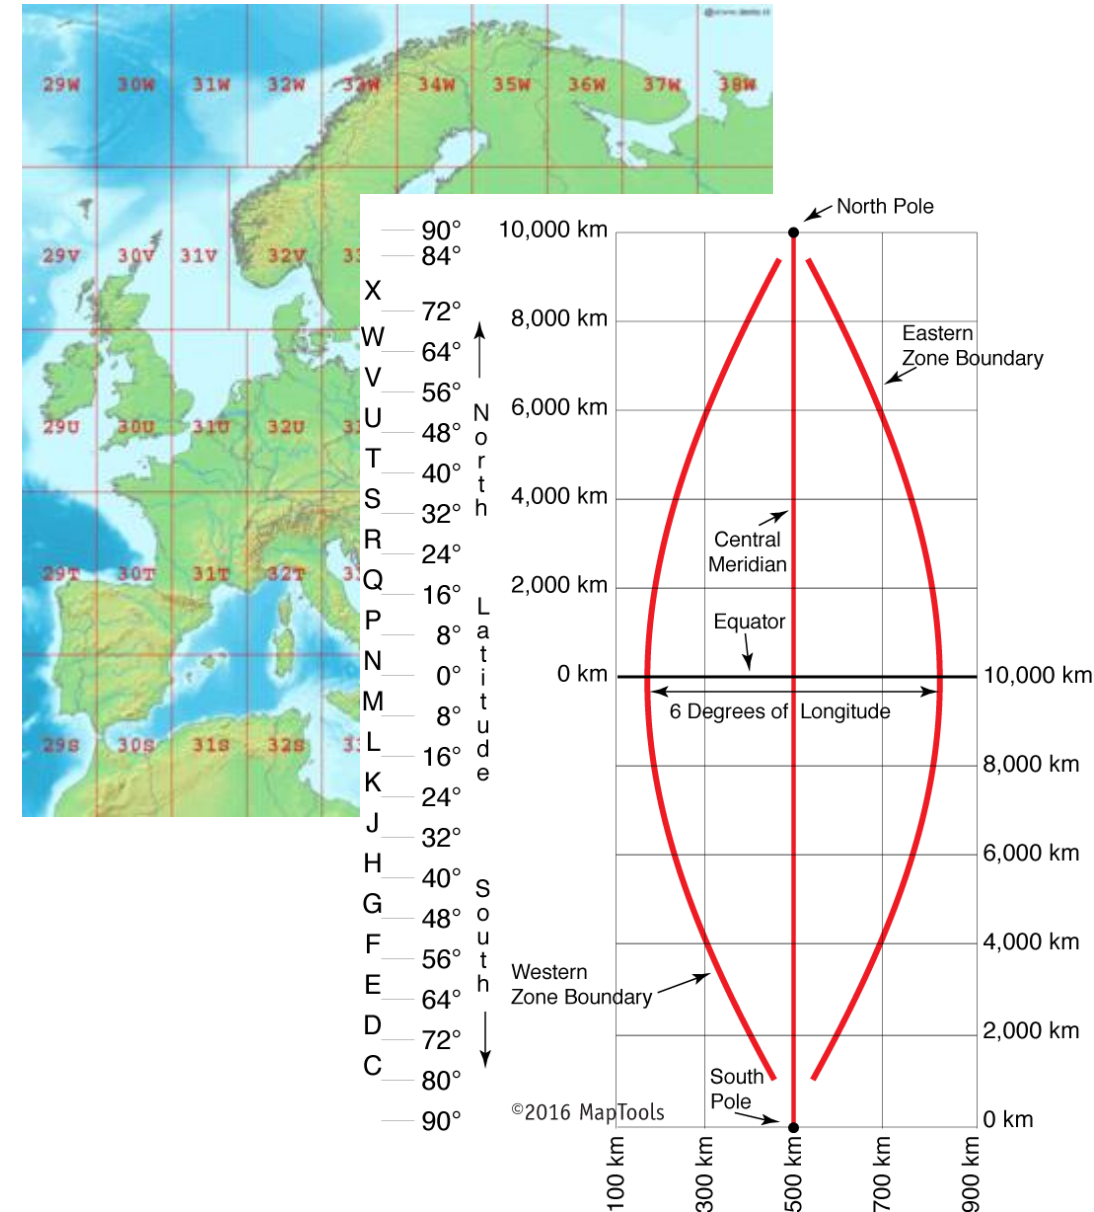 29W 30W 31W 32W 33W 34W 35W 36W 37W 38W
29V 30V 31V 32V
29U 30U 31U 32U
29T 30T 31T 32T
29S 30S 31S 32S
90°
84°
X
72°
W
64°
V
56°
U
48°
T
40°
S
32°
R
24°
Q
16°
P
8°
N
0°
M
8°
L
16°
K
24°
J
32°
H
40°
G
48°
F
56°
E
64°
D
72°
C
80°
90°
North
Latitude
South
10,000 km
8,000 km
6,000 km
4,000 km
2,000 km
0 km
North Pole
Eastern
Zone Boundary
Central
Meridian
Equator
6 Degrees of Longitude
Western
Zone Boundary
South
Pole
10,000 km
8,000 km
6,000 km
4,000 km
2,000 km
0 km
©2016 MapTools
100 km
300 km
500 km
700 km
900 km